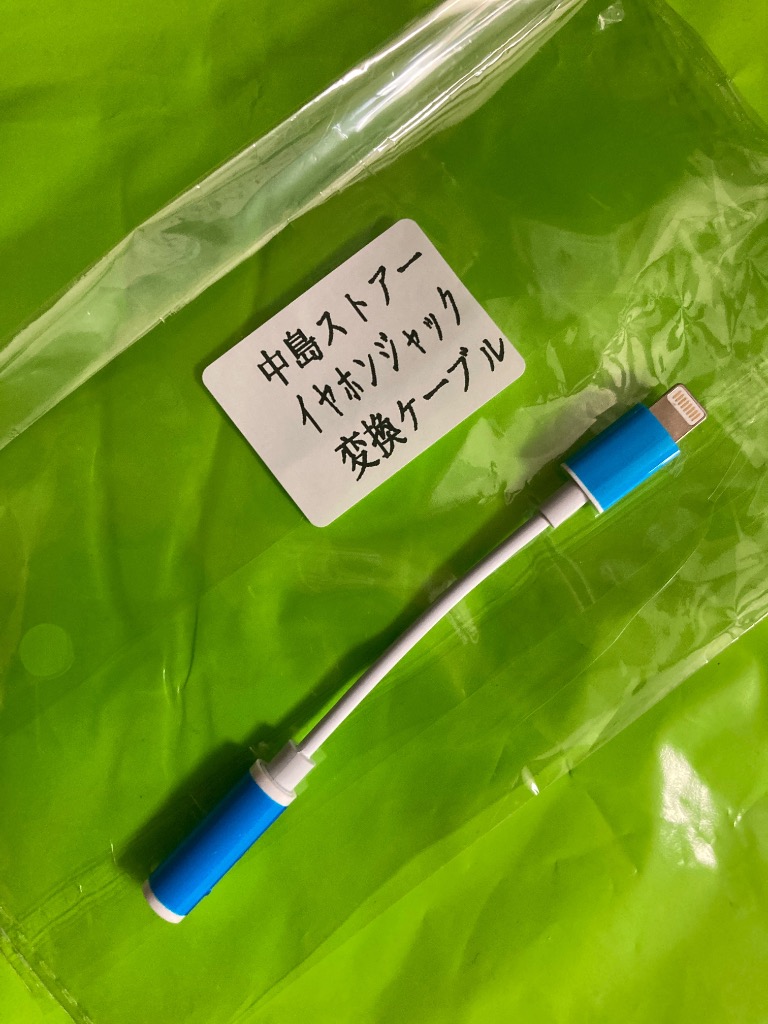 中島ストアー
イヤホンジャック
変換ケーブル